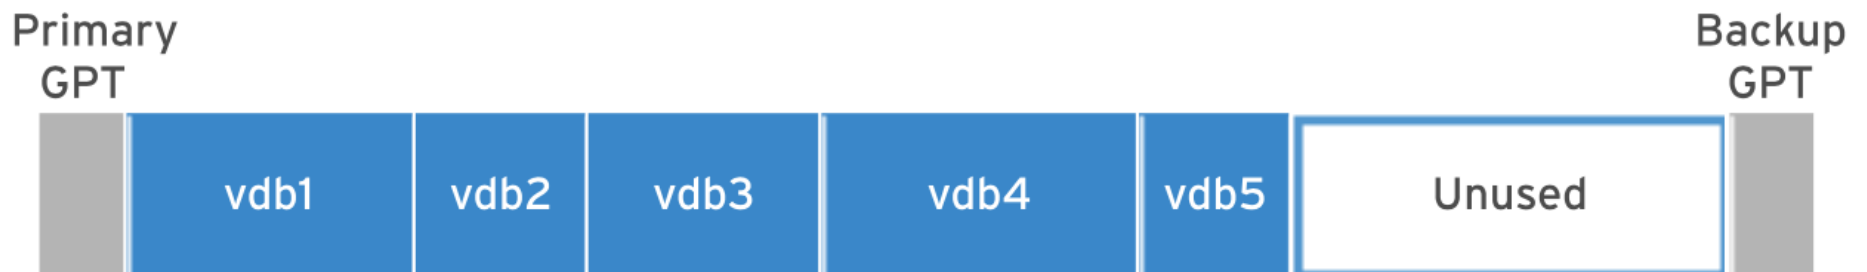 Primary
GPT
Backup
GPT
vdb1
vdb2
vdb3
vdb4
vdb5
Unused